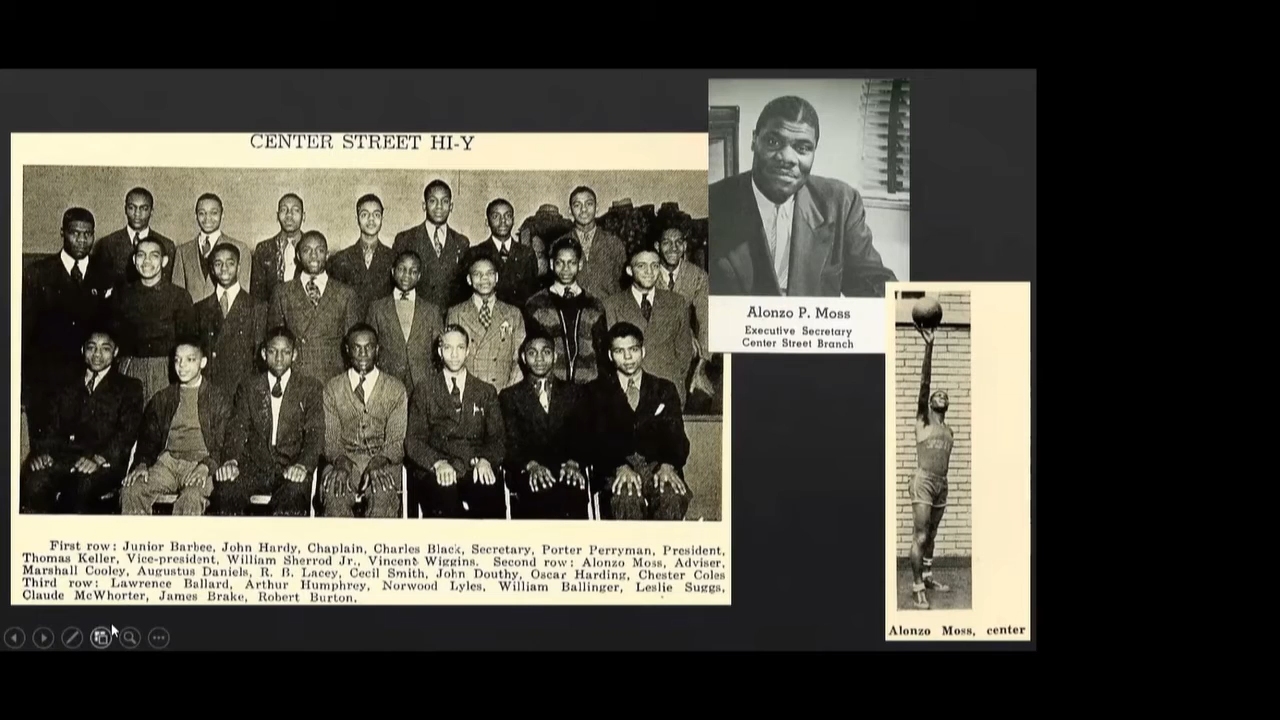 CENTER STREET HI-Y
First row: Junior Barbee, John Hardy, Chaplain, Charles Black, Secretary, Porter Perryman, President,
Thomas Keller, Vice-president, William Sherrod Jr., Vincent Wiggins. Second row: Alonzo Moss, Adviser,
Marshall Cooley, Augustus Daniels, R. B. Lacey, Cecil Smith, John Douthy, Oscar Harding, Chester Coles
Third row: Lawrence Ballard, Arthur Humphrey, Norwood Lyles, William Ballinger, Leslie Suggs,
Claude McWhorter, James Brake, Robert Burton.
Alonzo P. Moss
Executive Secretary
Center Street Branch
Alonzo Moss, center